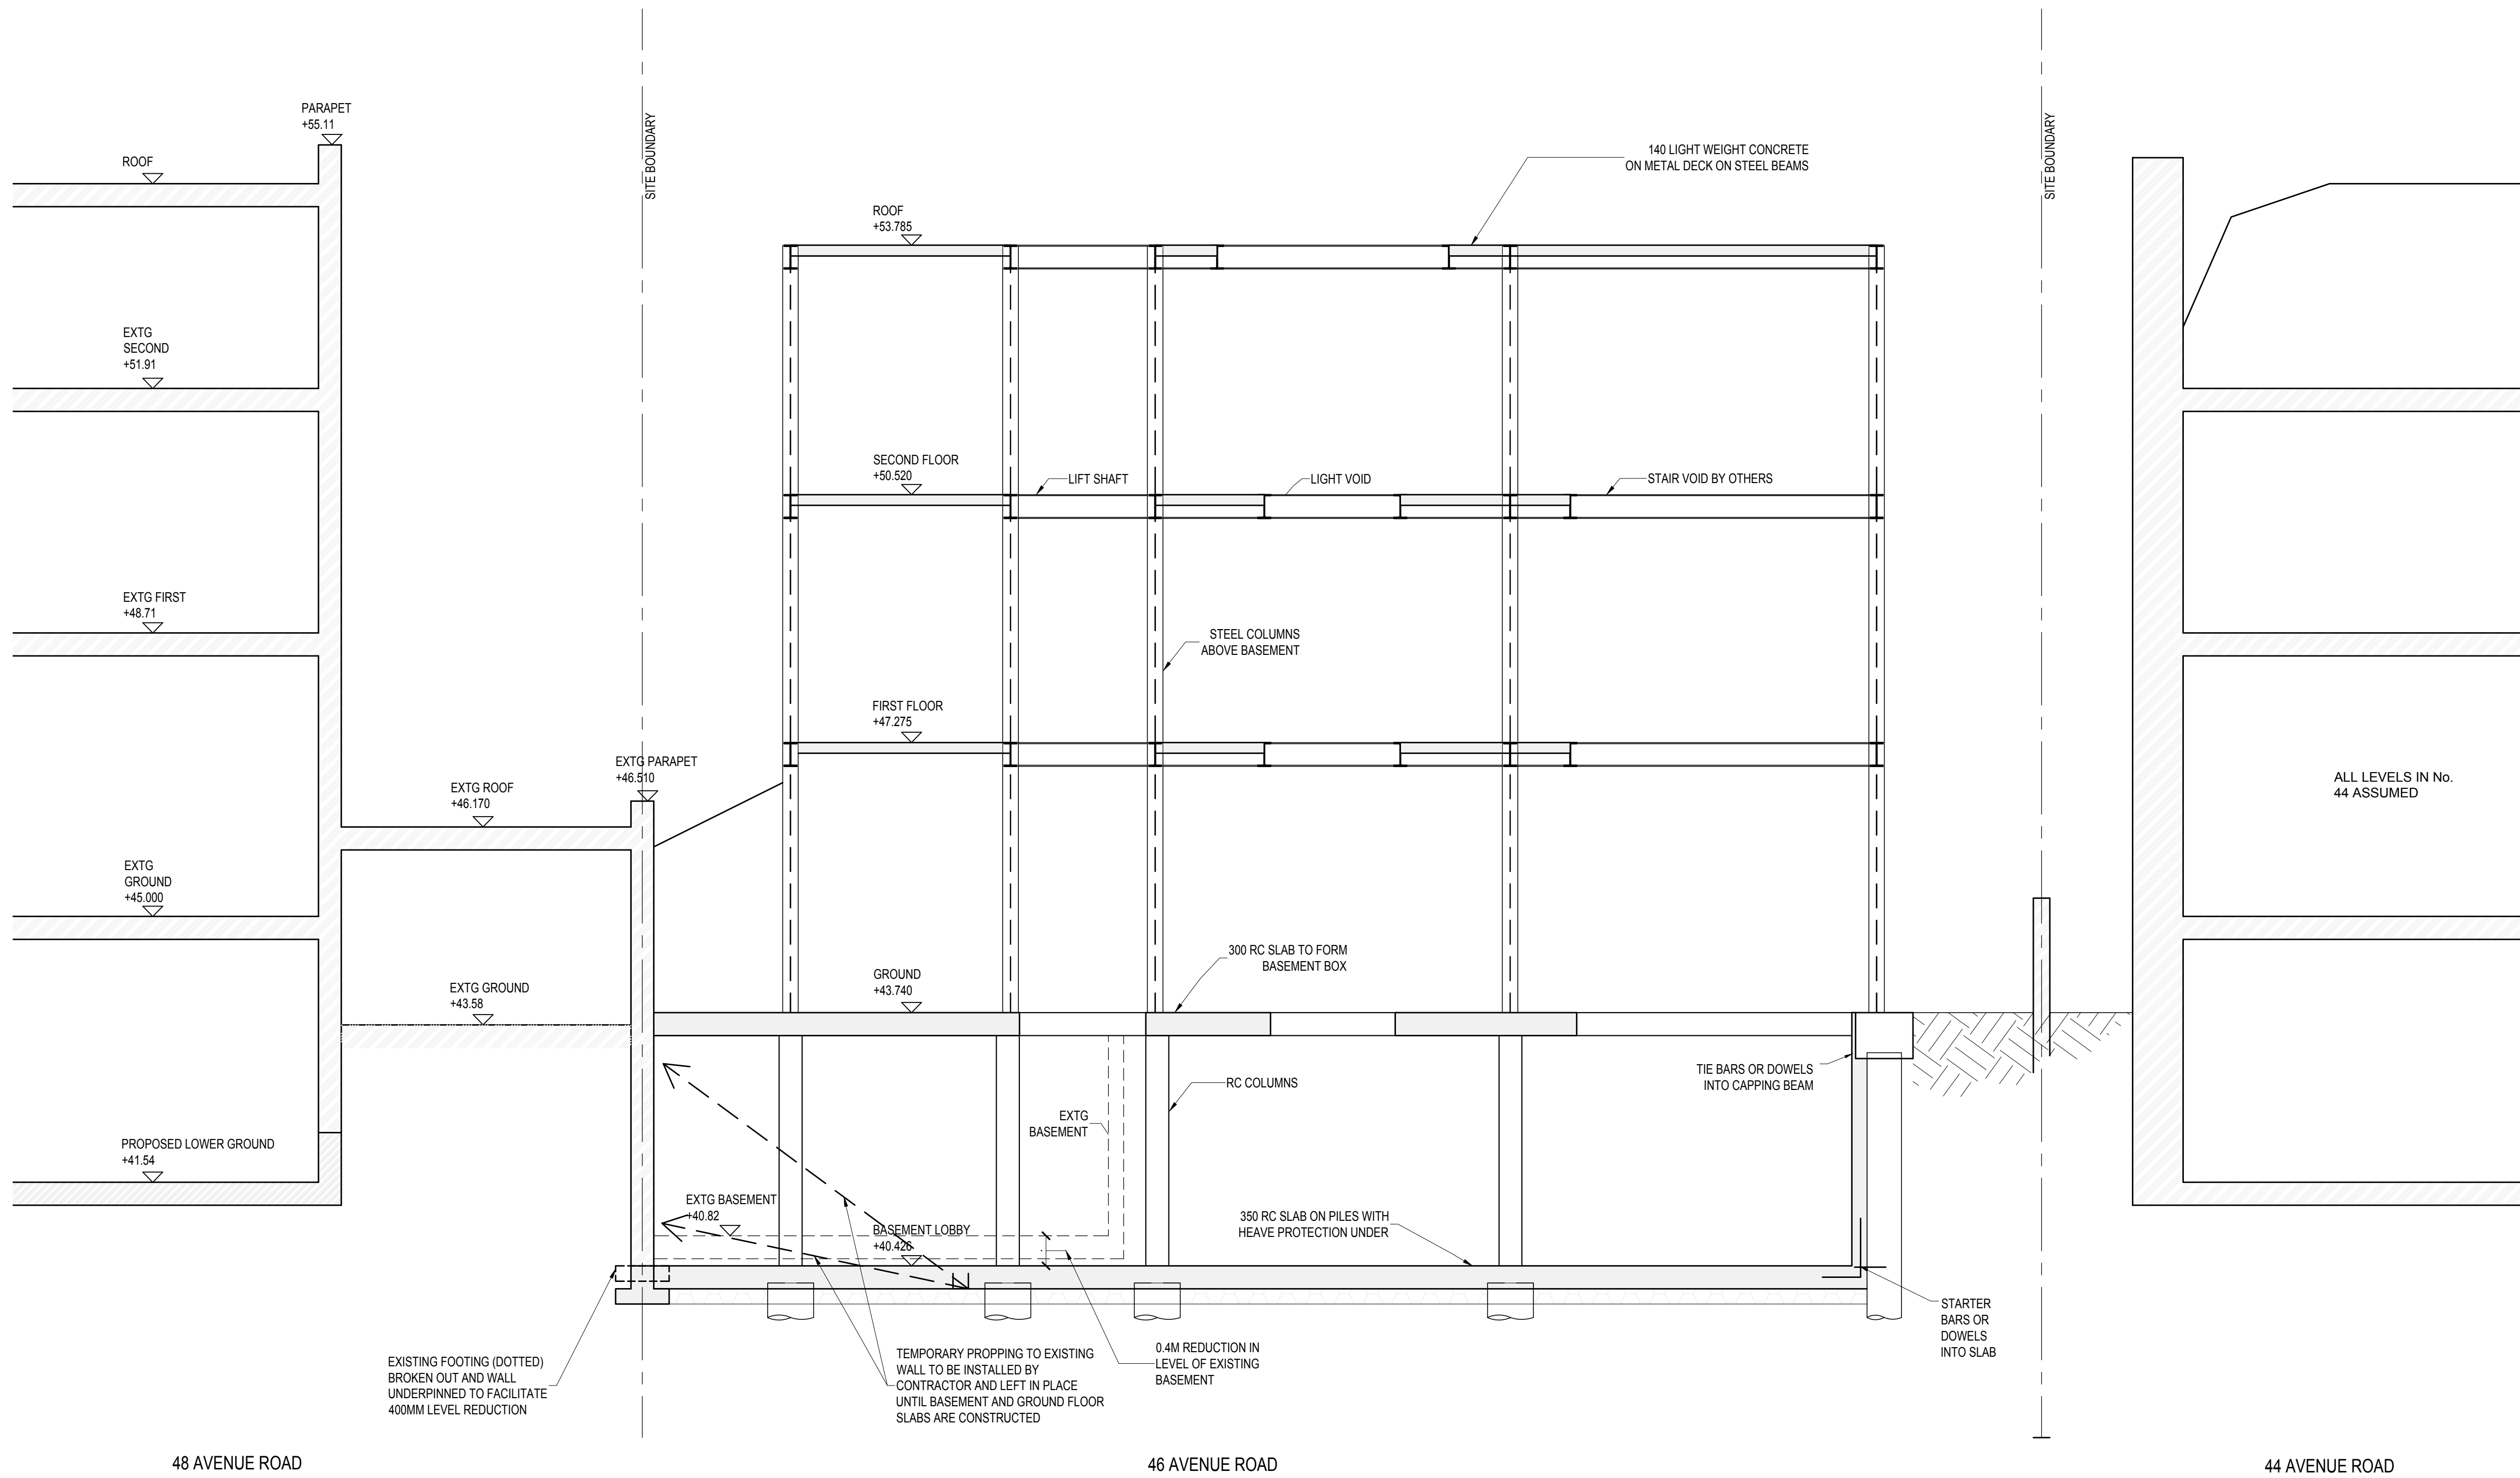 PARAPET
+55.11
ROOF
EXTG
SECOND
+51.91
EXTG FIRST
+48.71
EXTG
GROUND
+45.000
PROPOSED LOWER GROUND
+41.54
EXTG ROOF
+46.170
EXTG GROUND
+43.58
SITE BOUNDARY
EXTG PARAPET
+46.510
ROOF
+53.785
140 LIGHT WEIGHT CONCRETE
ON METAL DECK ON STEEL BEAMS
SECOND FLOOR
+50.520
LIFT SHAFT
LIGHT VOID
STAIR VOID BY OTHERS
STEEL COLUMNS
ABOVE BASEMENT
FIRST FLOOR
+47.275
300 RC SLAB TO FORM
BASEMENT BOX
GROUND
+43.740
RC COLUMNS
EXTG
BASEMENT
TIE BARS OR DOWELS
INTO CAPPING BEAM
EXTG BASEMENT
+40.82
BASEMENT LOBBY
+40.426
350 RC SLAB ON PILES WITH
HEAVE PROTECTION UNDER
EXISTING FOOTING (DOTTED)
BROKEN OUT AND WALL
UNDERPINNED TO FACILITATE
400MM LEVEL REDUCTION
TEMPORARY PROPPING TO EXISTING
WALL TO BE INSTALLED BY
CONTRACTOR AND LEFT IN PLACE
UNTIL BASEMENT AND GROUND FLOOR
SLABS ARE CONSTRUCTED
0.4M REDUCTION IN
LEVEL OF EXISTING
BASEMENT
STARTER
BARS OR
DOWELS
INTO SLAB
SITE BOUNDARY
ALL LEVELS IN No.
44 ASSUMED
48 AVENUE ROAD
46 AVENUE ROAD
44 AVENUE ROAD